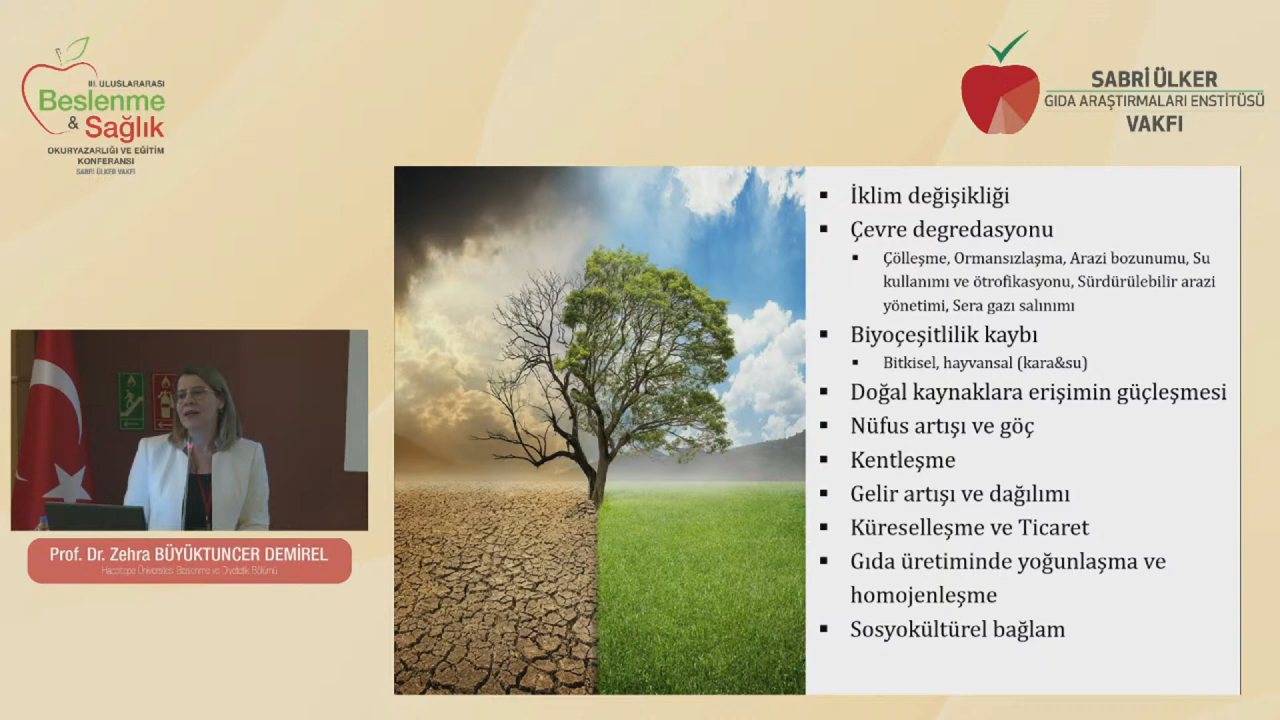 III. ULUSLARARASI
Beslenme
& Sağlık
OKURYAZARLIĞI VE EĞİTİM
KONFERANSI
SABRİ ÜLKER VAKFI
SABRİ ÜLKER
GIDA ARAŞTIRMALARI ENSTİTÜSÜ
VAKFI
▪ İklim değişikliği
▪ Çevre degredasyonu
▪ Çölleşme, Ormansızlaşma, Arazi bozunumu, Su
kullanımı ve ötrofikasyonu, Sürdürülebilir arazi
yönetimi, Sera gazı salınımı
▪ Biyoçeşitlilik kaybı
▪ Bitkisel, hayvansal (kara&su)
▪ Doğal kaynaklara erişimin güçleşmesi
▪ Nüfus artışı ve göç
▪ Kentleşme
▪ Gelir artışı ve dağılımı
▪ Küreselleşme ve Ticaret
▪ Gıda üretiminde yoğunlaşma ve
homojenleşme
▪ Sosyokültürel bağlam
Prof. Dr. Zehra BÜYÜKTUNCER DEMİREL
Hacettepe Üniversitesi Beslenme ve Diyetetik Bölümü